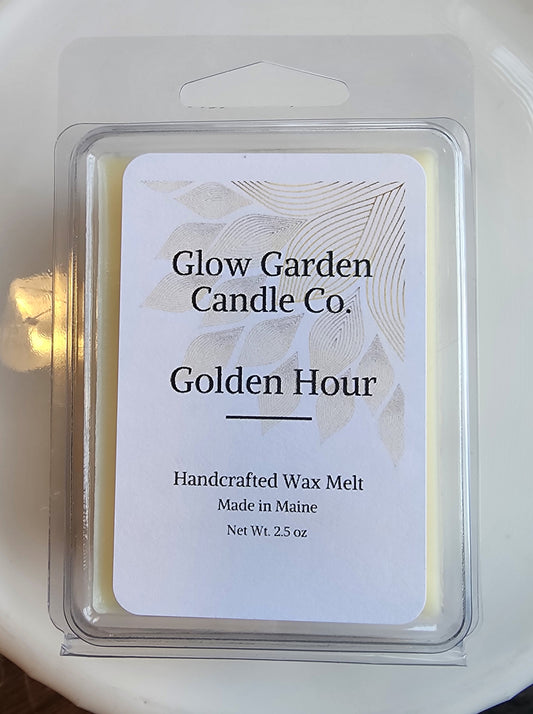 Glow Garden
Candle Co.
Golden Hour
Handcrafted Wax Melt
Made in Maine
Net Wt. 2.5 oz